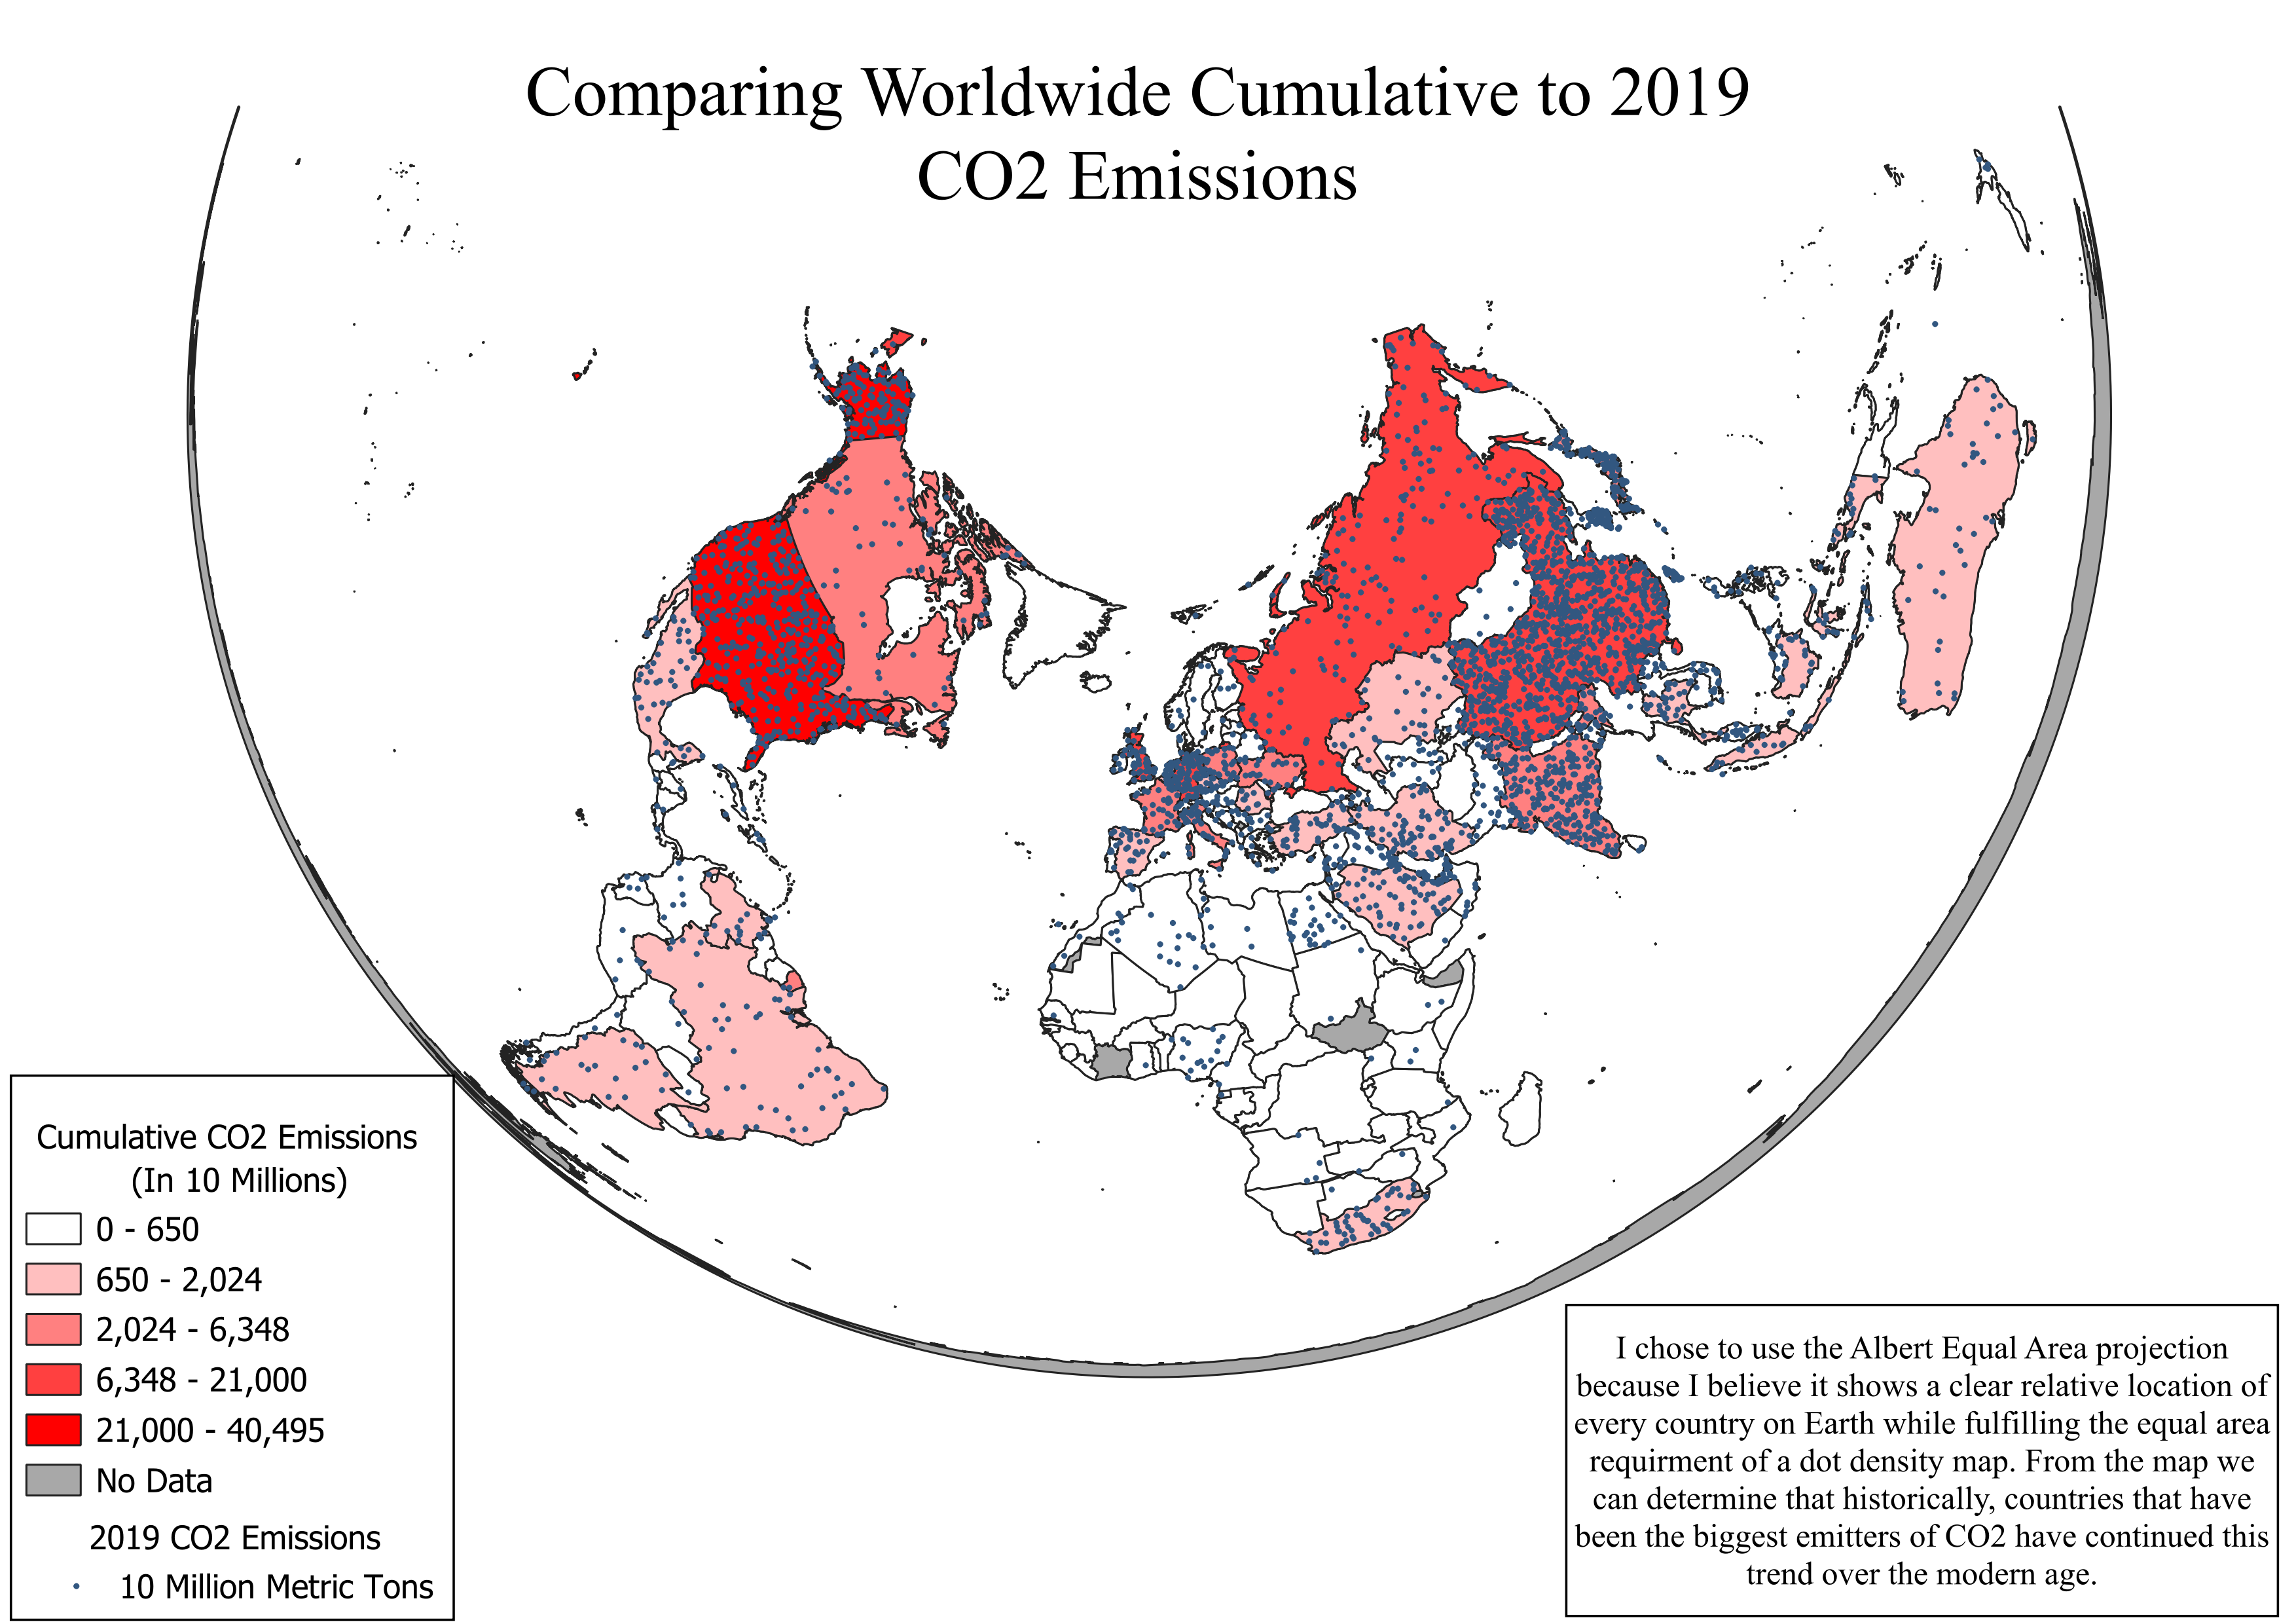 Comparing Worldwide Cumulative to 2019
CO2 Emissions
Cumulative CO2 Emissions
(In 10 Millions)
0 - 650
650 - 2,024
2,024 - 6,348
6,348 - 21,000
21,000 - 40,495
No Data
2019 CO2 Emissions
10 Million Metric Tons
I chose to use the Albert Equal Area projection
because I believe it shows a clear relative location of
every country on Earth while fulfilling the equal area
requirment of a dot density map. From the map we
can determine that historically, countries that have
been the biggest emitters of CO2 have continued this
trend over the modern age.